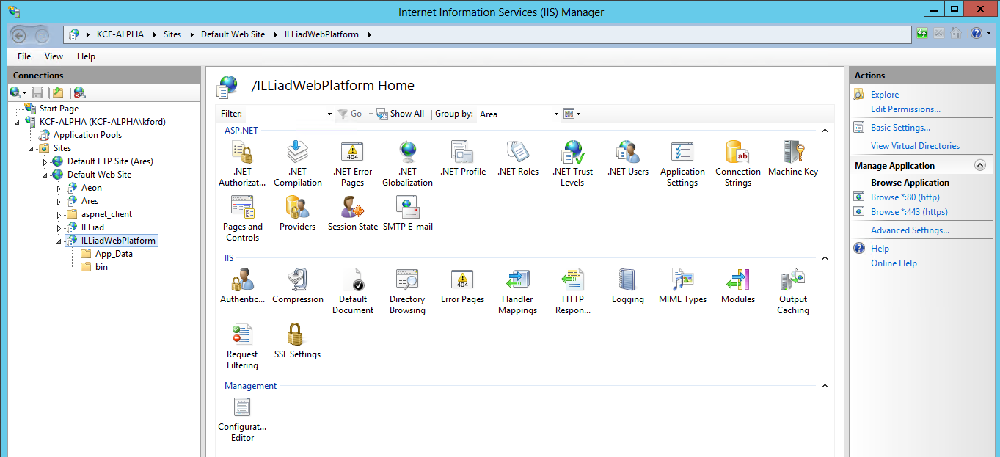 Internet Information Services (IIS) Manager
KCF-ALPHA Sites Default Web Site ILLiadWebPlatform
File View Help
Connections
Start Page
KCF-ALPHA (KCF-ALPHA\kford)
Application Pools
Sites
Default FTP Site (Ares)
Default Web Site
Aeon
Ares
aspnet_client
ILLiad
ILLiadWebPlatform
App_Data
bin
/ILLiadWebPlatform Home
Filter: Go Show All Group by: Area
ASP.NET
.NET Authorizat...
.NET Compilation
.NET Error Pages
.NET Globalization
.NET Profile
.NET Roles
.NET Trust Levels
.NET Users
Application Settings
Connection Strings
Machine Key
Pages and Controls
Providers
Session State
SMTP E-mail
IIS
Authentic...
Compression
Default Document
Directory Browsing
Error Pages
Handler Mappings
HTTP Respon...
Logging
MIME Types
Modules
Output Caching
Request Filtering
SSL Settings
Management
Configurat... Editor
Actions
Explore
Edit Permissions...
Basic Settings...
View Virtual Directories
Manage Application
Browse Application
Browse *:80 (http)
Browse *:443 (https)
Advanced Settings...
Help
Online Help
404
ab
404